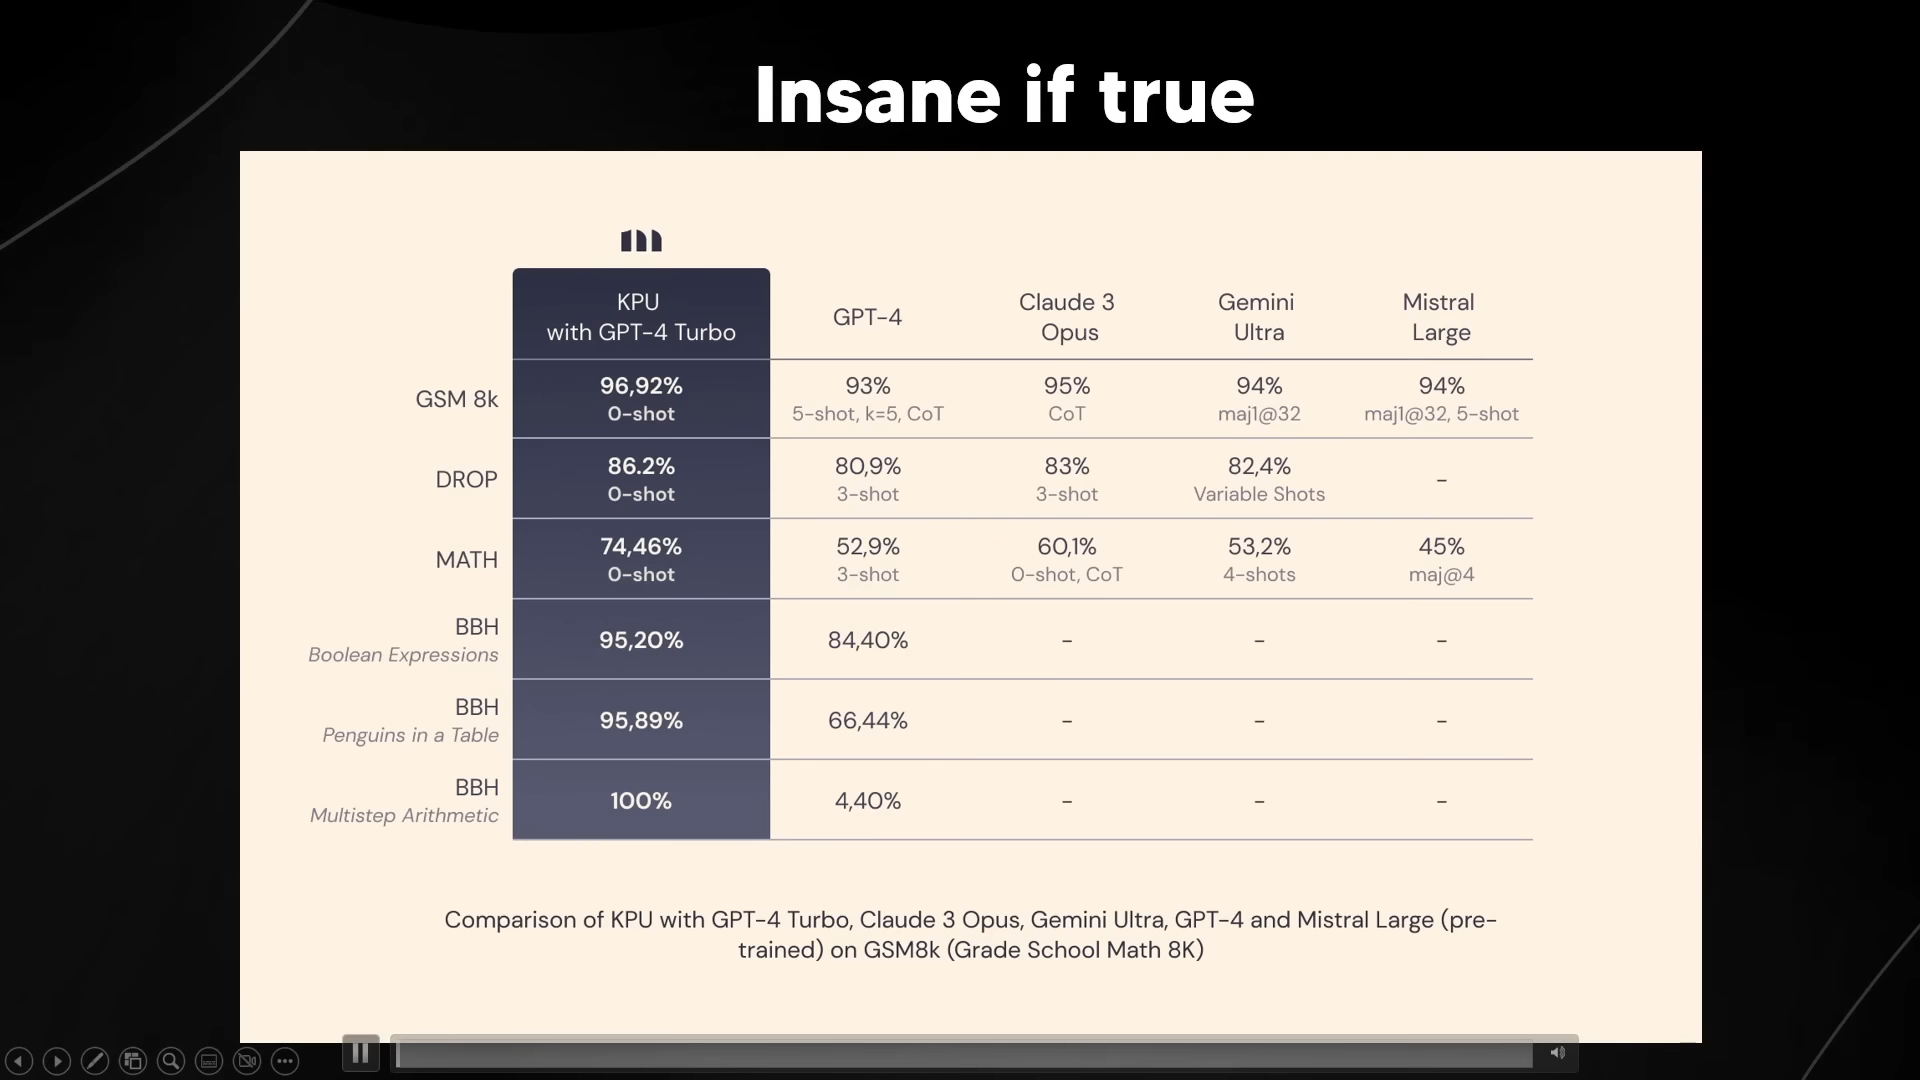 Insane if true
KPU
with GPT-4 Turbo
GPT-4
Claude 3
Opus
Gemini
Ultra
Mistral
Large
GSM 8k
96,92%
0-shot
93%
5-shot, k=5, CoT
95%
CoT
94%
maj1@32
94%
maj1@32, 5-shot
DROP
86.2%
0-shot
80,9%
3-shot
83%
3-shot
82,4%
Variable Shots
-
MATH
74,46%
0-shot
52,9%
3-shot
60,1%
0-shot, CoT
53,2%
4-shots
45%
maj@4
BBH
Boolean Expressions
95,20%
84,40%
-
-
-
BBH
Penguins in a Table
95,89%
66,44%
-
-
-
BBH
Multistep Arithmetic
100%
4,40%
-
-
-
Comparison of KPU with GPT-4 Turbo, Claude 3 Opus, Gemini Ultra, GPT-4 and Mistral Large (pre-
trained) on GSM8k (Grade School Math 8K)